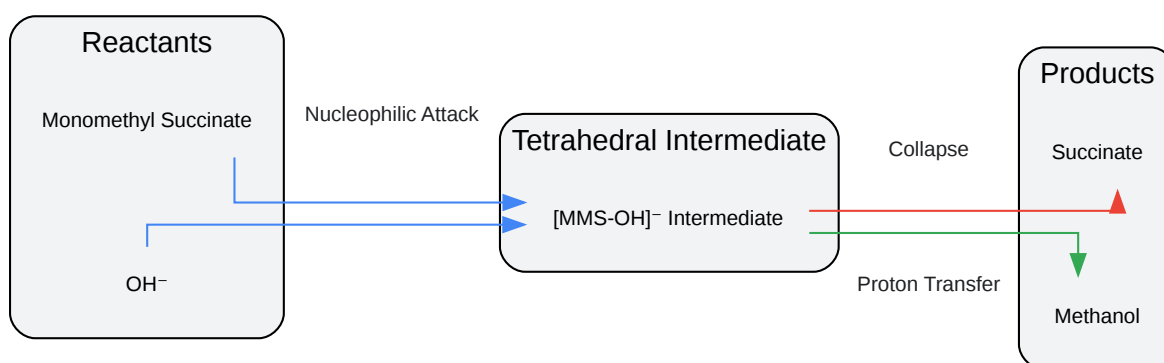 Reactants
Monomethyl Succinate
OH⁻
Nucleophilic Attack
Tetrahedral Intermediate
[MMS-OH]⁻ Intermediate
Collapse
Proton Transfer
Products
Succinate
Methanol